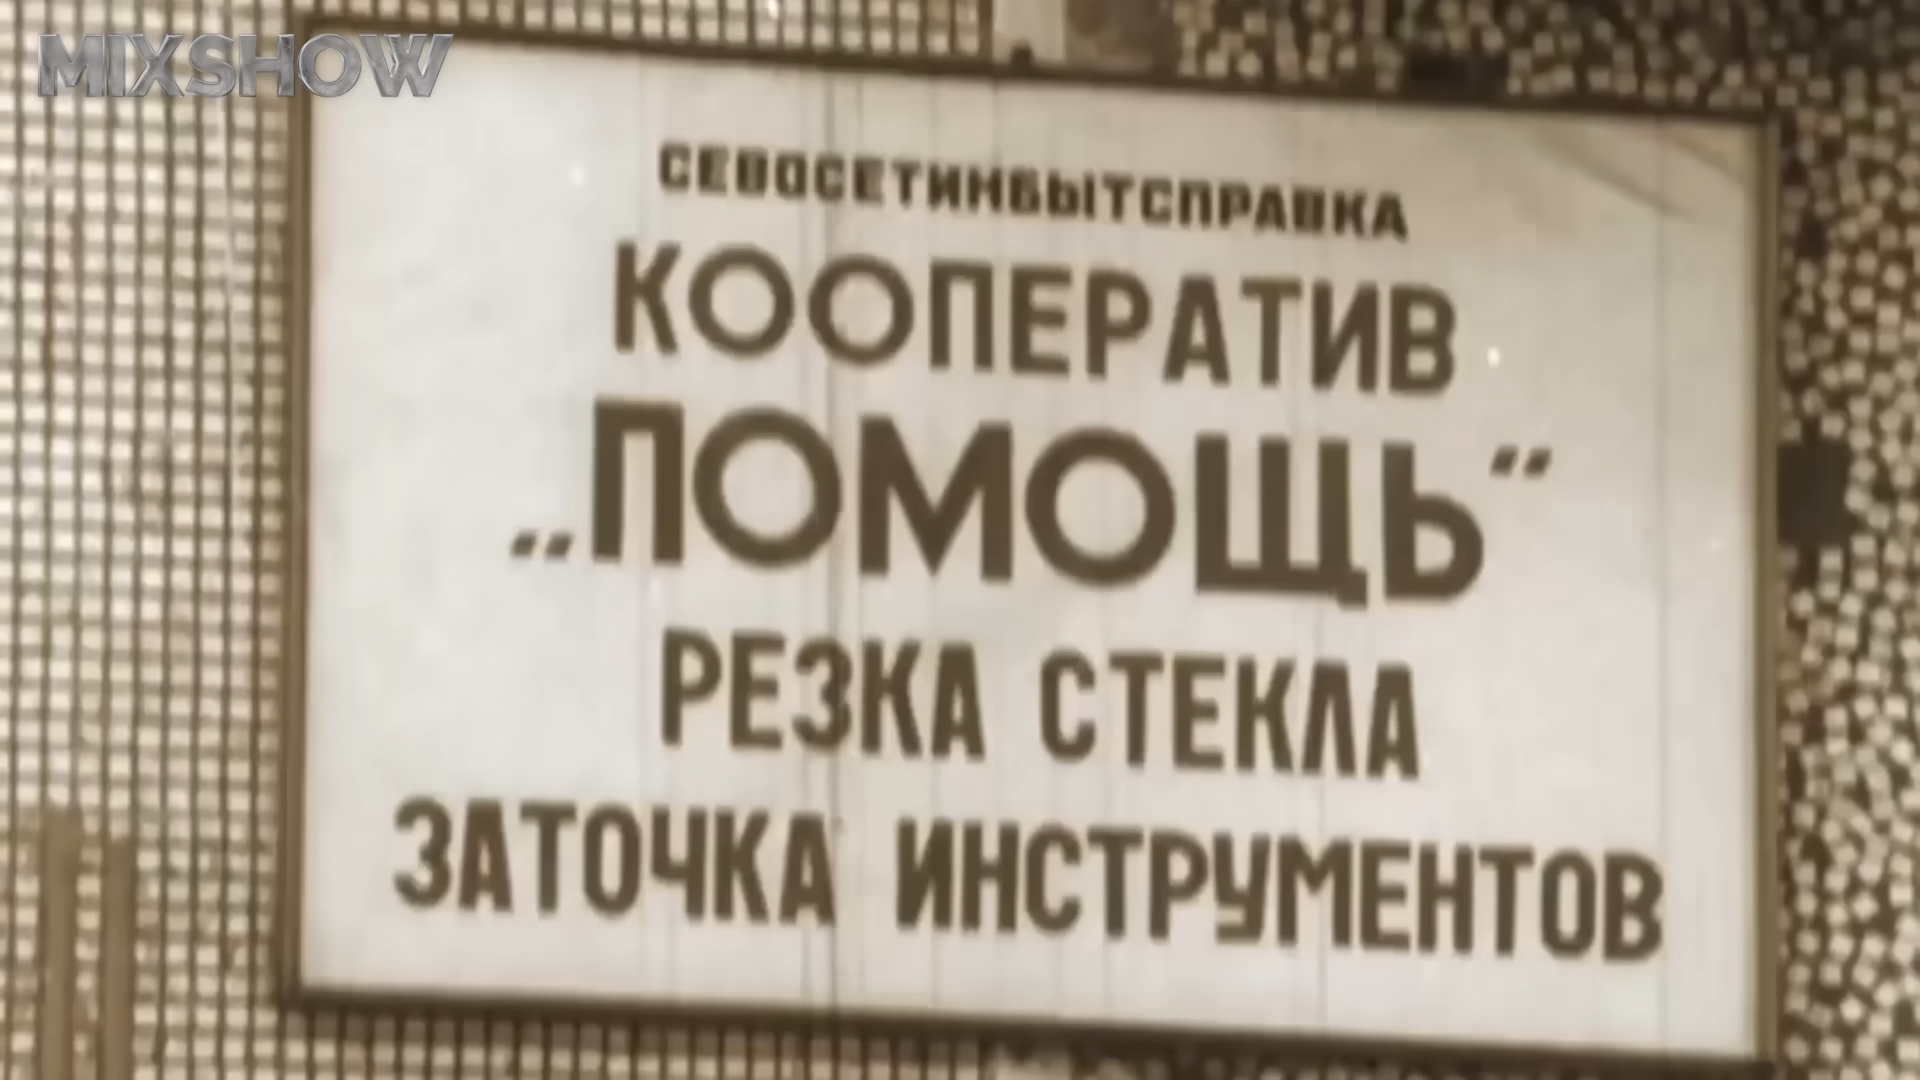 MIXSHOW
СЕВОСЕТИНБЫТСПРАВКА
КООПЕРАТИВ
„ПОМОЩЬ“
РЕЗКА СТЕКЛА
ЗАТОЧКА ИНСТРУМЕНТОВ